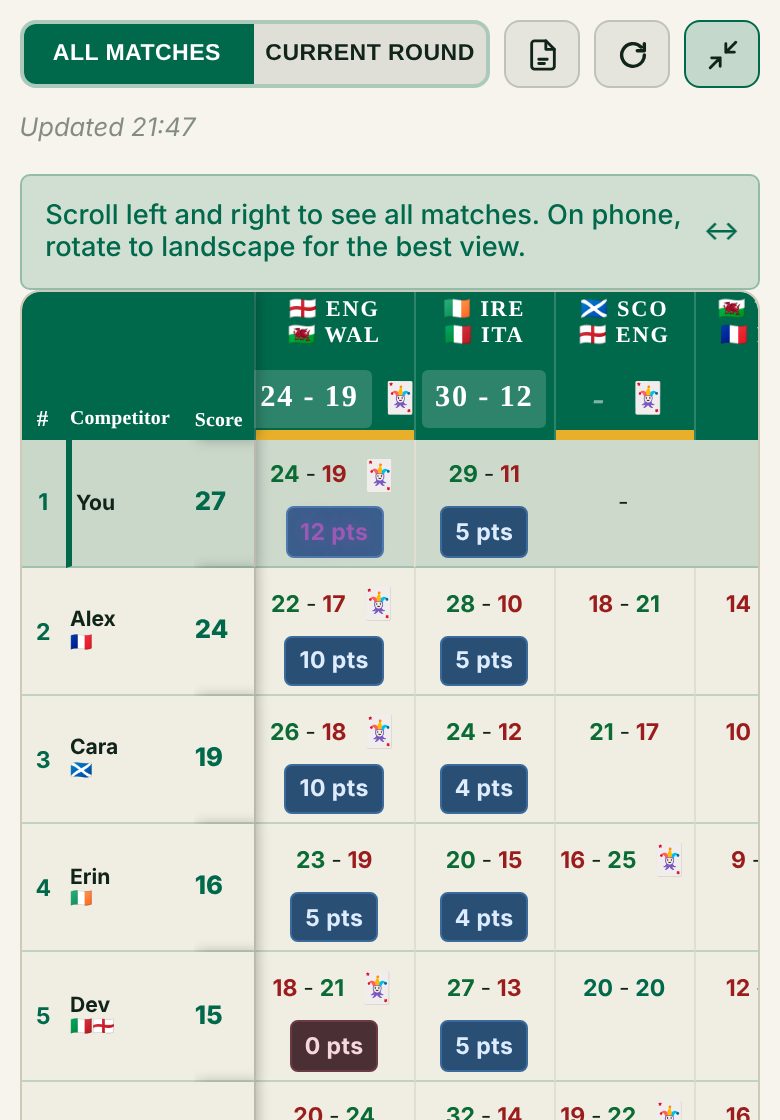 ALL MATCHES CURRENT ROUND
Updated 21:47
Scroll left and right to see all matches. On phone,
rotate to landscape for the best view.
ENG IRE SCO
WAL ITA ENG
24 - 19 30 - 12 -
# Competitor Score
24 - 19 29 - 11
1 You 27 -
12 pts 5 pts
22 - 17 28 - 10 18 - 21 14
2 Alex 24
10 pts 5 pts
26 - 18 24 - 12 21 - 17 10
3 Cara 19
10 pts 4 pts
23 - 19 20 - 15 16 - 25 9 -
4 Erin 16
5 pts 4 pts
18 - 21 27 - 13 20 - 20 12 -
5 Dev 15
0 pts 5 pts
20 - 24 32 - 14 19 - 22 16